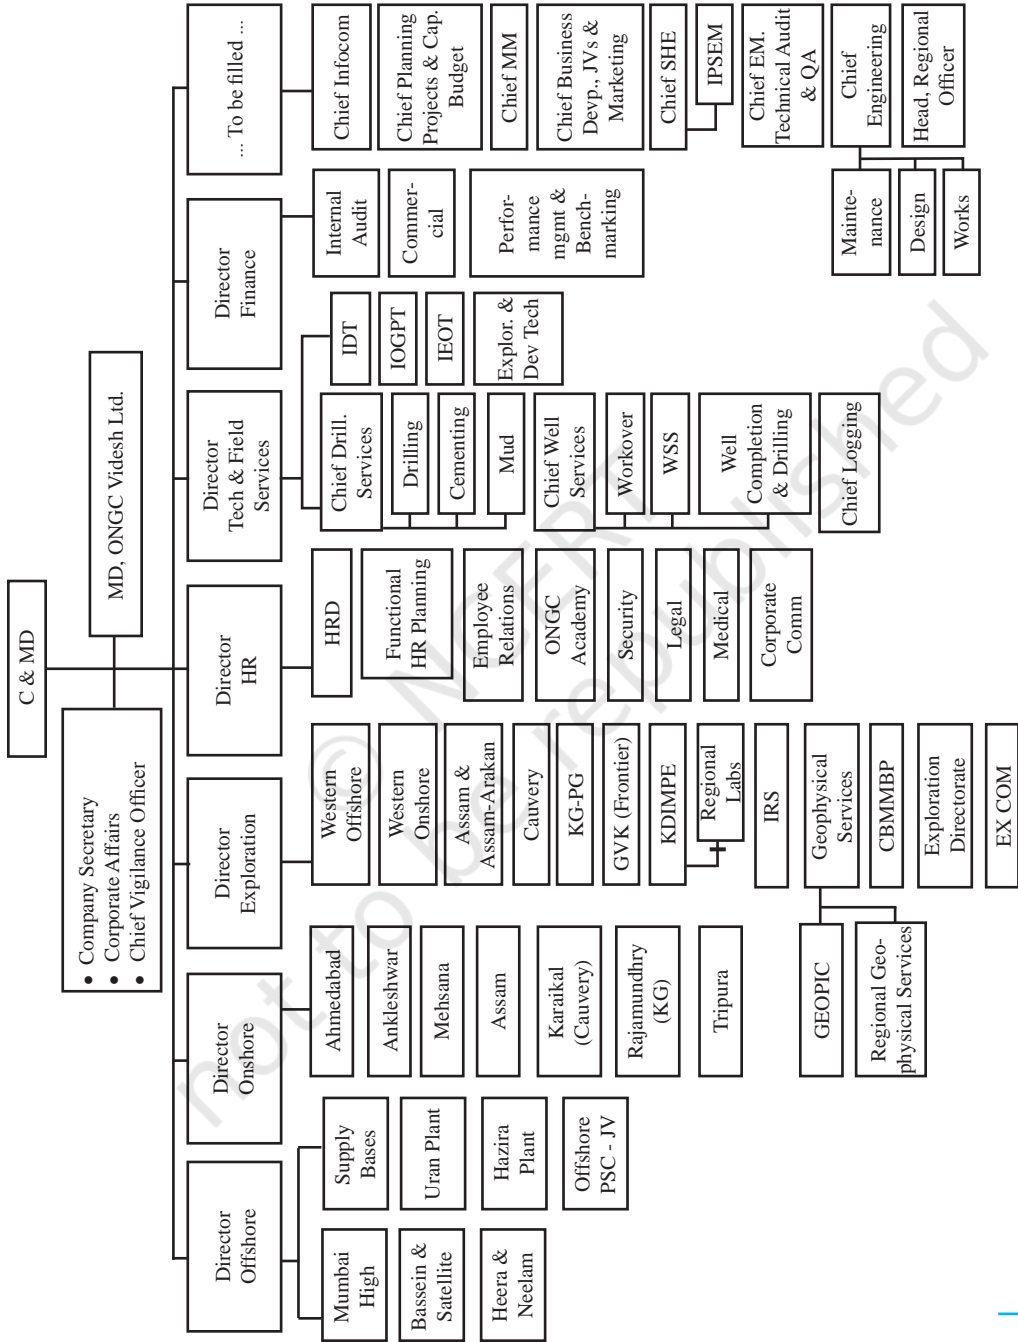 C & MD
• Company Secretary
• Corporate Affairs
• Chief Vigilance Officer
MD, ONGC Videsh Ltd.
Director
Offshore
Director
Onshore
Director
Exploration
Director
HR
Director
Tech & Field
Services
Director
Finance
... To be filled ...
Mumbai
High
Bassein &
Satellite
Heera &
Neelam
Supply
Bases
Uran Plant
Hazira
Plant
Offshore
PSC - JV
Ahmedabad
Ankleshwar
Mehsana
Assam
Karaikal
(Cauvery)
Rajamundhry
(KG)
Tripura
Western
Offshore
Western
Onshore
Assam &
Assam-Arakan
Cauvery
KG-PG
GVK (Frontier)
KDIMPE
Regional
Labs
IRS
Geophysical
Services
GEOPIC
Regional Geo-
physical Services
CBMMBP
Exploration
Directorate
EX COM
HRD
Functional
HR Planning
Employee
Relations
ONGC
Academy
Security
Legal
Medical
Corporate
Comm
Chief Drill.
Services
Drilling
Cementing
Mud
Chief Well
Services
Workover
WSS
Well
Completion
& Drilling
Chief Logging
IDT
IOGPT
IEOT
Explor. &
Dev Tech
Internal
Audit
Commer-
cial
Perfor-
mance
mgmt &
Bench-
marking
Chief Infocom
Chief Planning
Projects & Cap.
Budget
Chief MM
Chief Business
Devp., JVs &
Marketing
Chief SHE
IPSEM
Chief EM.
Technical Audit
& QA
Chief
Engineering
Mainte-
nance
Design
Works
Head, Regional
Officer
© NCERT
not to be republished